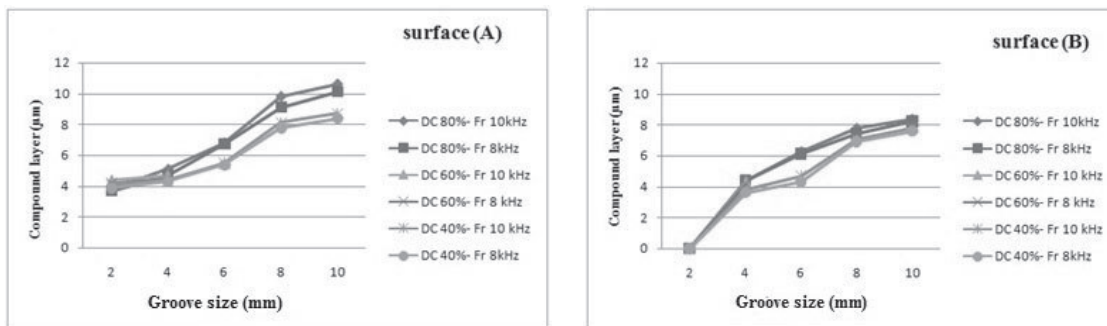 surface (A)
Compound layer (µm)
12
10
8
6
4
2
0
2 4 6 8 10
Groove size (mm)
DC 80%- Fr 10kHz
DC 80%- Fr 8kHz
DC 60%- Fr 10 kHz
DC 60%- Fr 8 kHz
DC 40%- Fr 10 kHz
DC 40%- Fr 8kHz
surface (B)
Compound layer (µm)
12
10
8
6
4
2
0
2 4 6 8 10
Groove size (mm)
DC 80%- Fr 10kHz
DC 80%- Fr 8kHz
DC 60%- Fr 10 kHz
DC 60%- Fr 8 kHz
DC 40%- Fr 10 kHz
DC 40%- Fr 8kHz